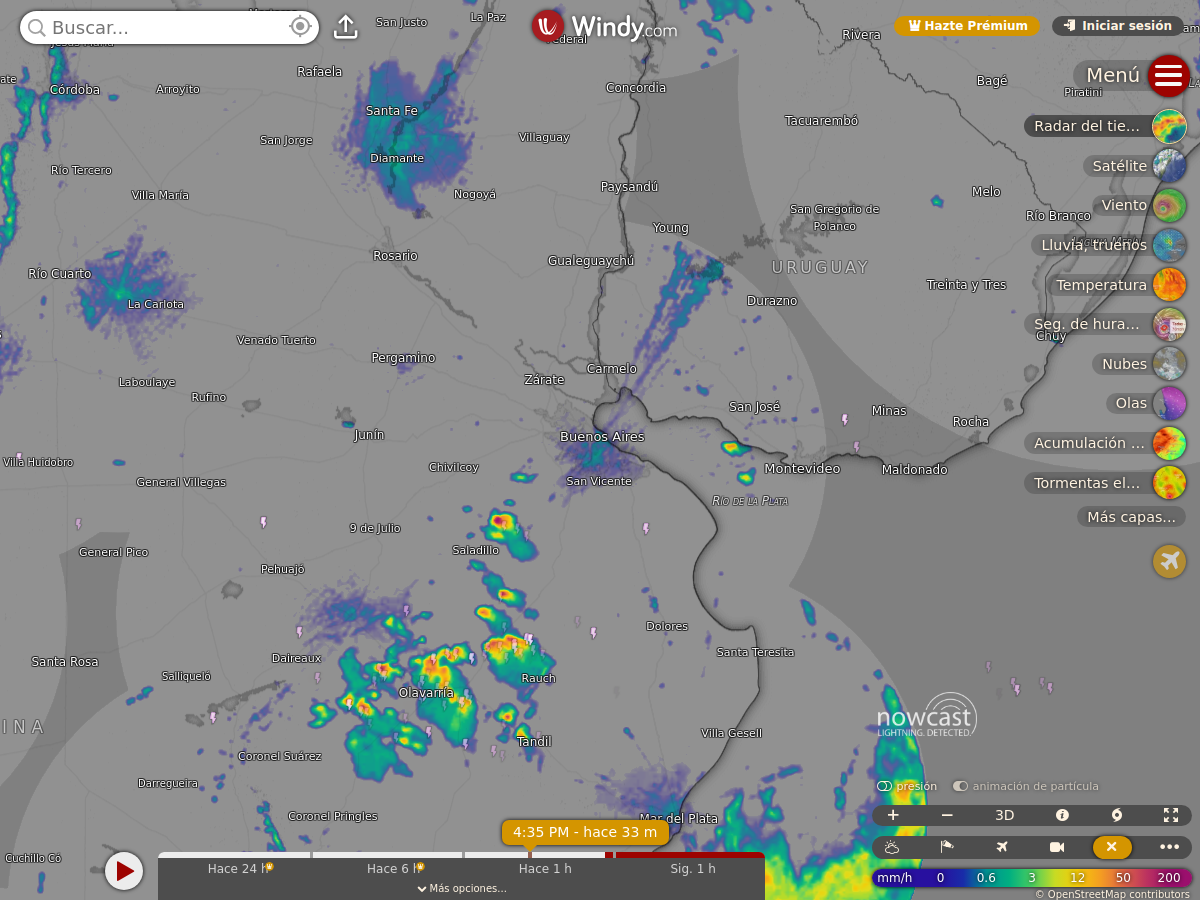 Buscar...
San Justo
La Paz
Windy.com
Federal
Hazte Prémium
Iniciar sesión
Rivera
Jesús María
Rafaela
Córdoba
Arroyito
Concordia
Bagé
Menú
Piratini
Santa Fe
Tacuarembó
Radar del tie...
San Jorge
Villaguay
Diamante
Río Tercero
Satélite
Villa María
Nogoyá
Paysandú
Melo
Viento
San Gregorio de
Polanco
Río Branco
Young
Lluvia, truenos
Rosario
Gualeguaychú
URUGUAY
Río Cuarto
Temperatura
Treinta y Tres
La Carlota
Durazno
Seg. de hura...
Chuy
Venado Tuerto
Pergamino
Carmelo
Nubes
Zárate
Laboulaye
Rufino
San José
Olas
Minas
Rocha
Junín
Buenos Aires
Acumulación ...
Villa Huidobro
Chivilcoy
Montevideo
Maldonado
General Villegas
San Vicente
Tormentas el...
Río de la Plata
Más capas...
9 de Julio
General Pico
Saladillo
Pehuajó
Dolores
Santa Rosa
Daireaux
Santa Teresita
Salliqueló
Rauch
Olavarría
INA
nowcast
LIGHTNING. DETECTED.
Tandil
Villa Gesell
Coronel Suárez
Darregueira
presión
animación de partícula
Coronel Pringles
Mar del Plata
+
−
3D
4:35 PM - hace 33 m
Cuchillo Có
Hace 24 h
Hace 6 h
Hace 1 h
Sig. 1 h
Más opciones...
mm/h 0 0.6 3 12 50 200
© OpenStreetMap contributors